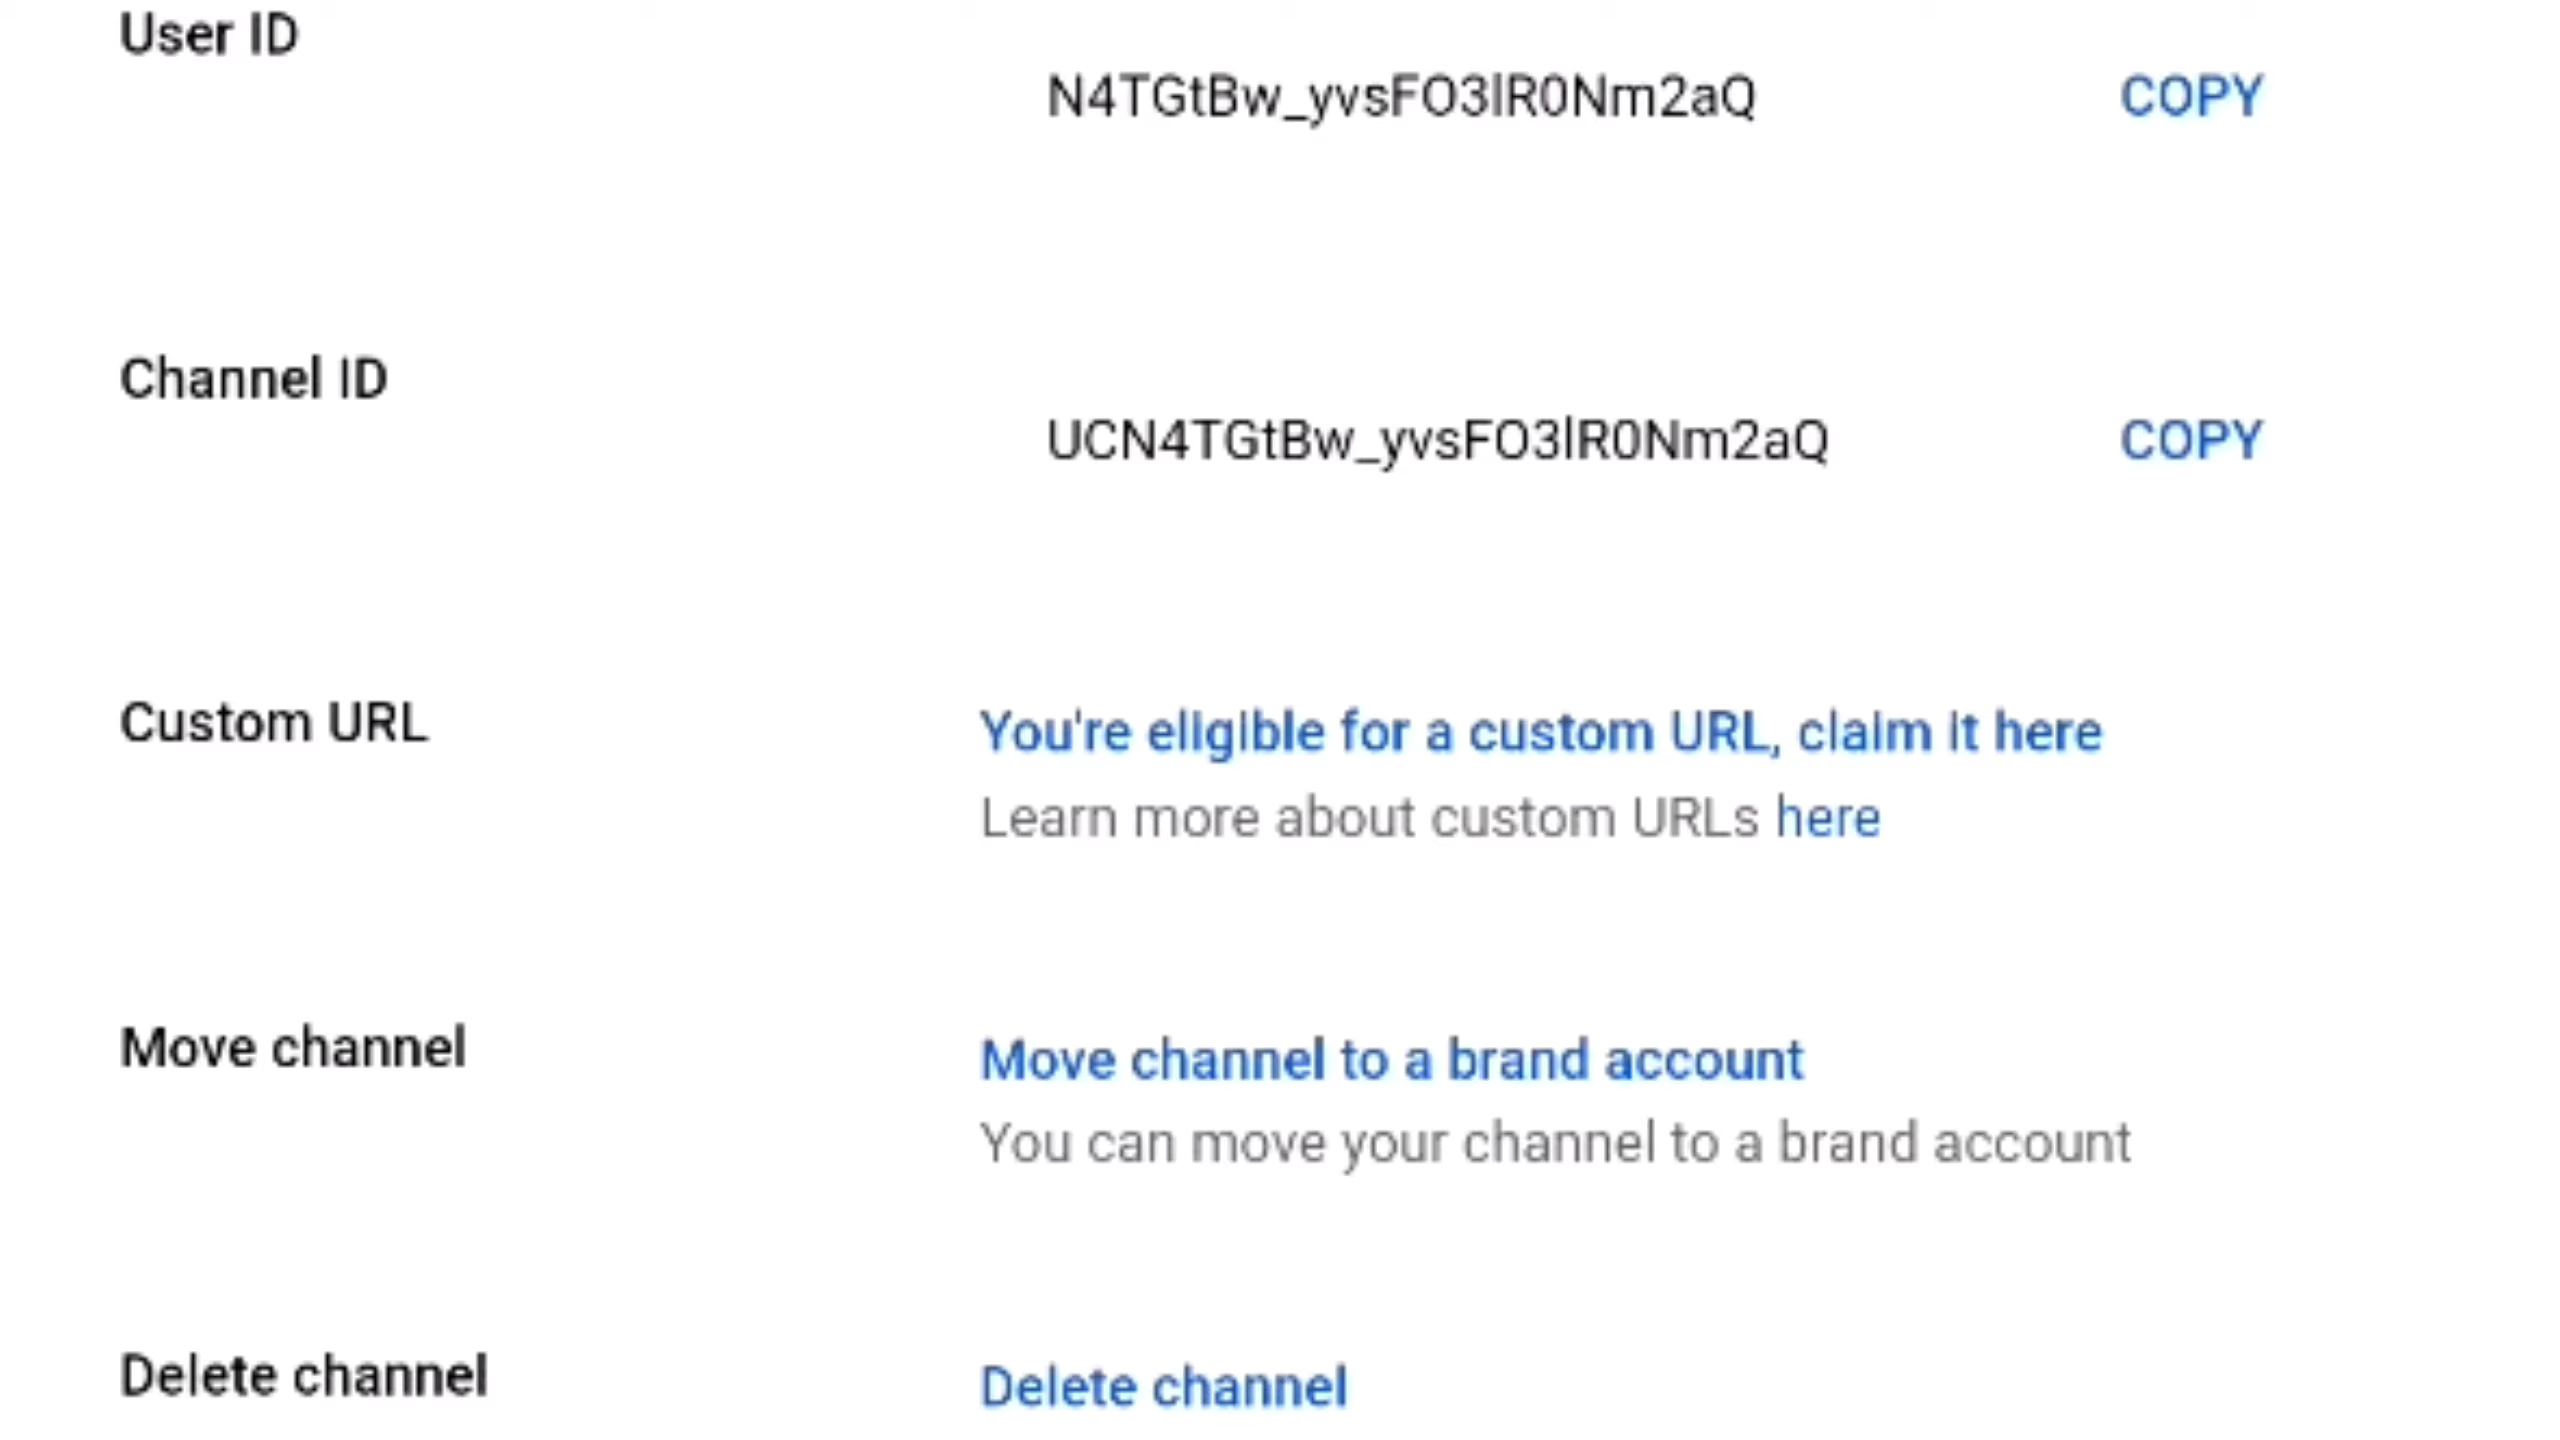 User ID
N4TGtBw_yvsFO3lR0Nm2aQ COPY
Channel ID
UCN4TGtBw_yvsFO3lR0Nm2aQ COPY
Custom URL
You're eligible for a custom URL, claim it here
Learn more about custom URLs here
Move channel
Move channel to a brand account
You can move your channel to a brand account
Delete channel
Delete channel